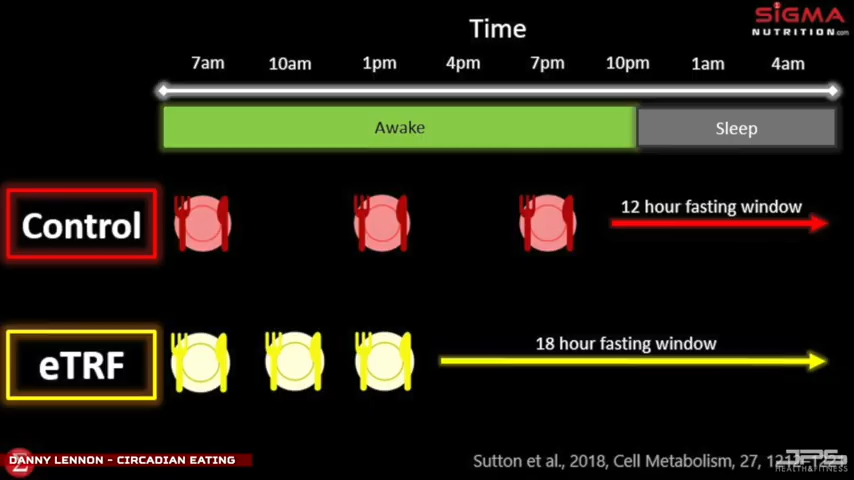 Time
SiGMA
NUTRITION.com
7am 10am 1pm 4pm 7pm 10pm 1am 4am
Awake Sleep
Control
12 hour fasting window
eTRF
18 hour fasting window
DANNY LENNON - CIRCADIAN EATING
Sutton et al., 2018, Cell Metabolism, 27,
JPS
HEALTH&FITNESS